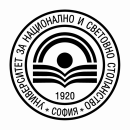 УНИВЕРСИТЕТ ЗА НАЦИОНАЛНО И СВЕТОВНО СТОПАНСТВО
1920
* СОФИЯ *